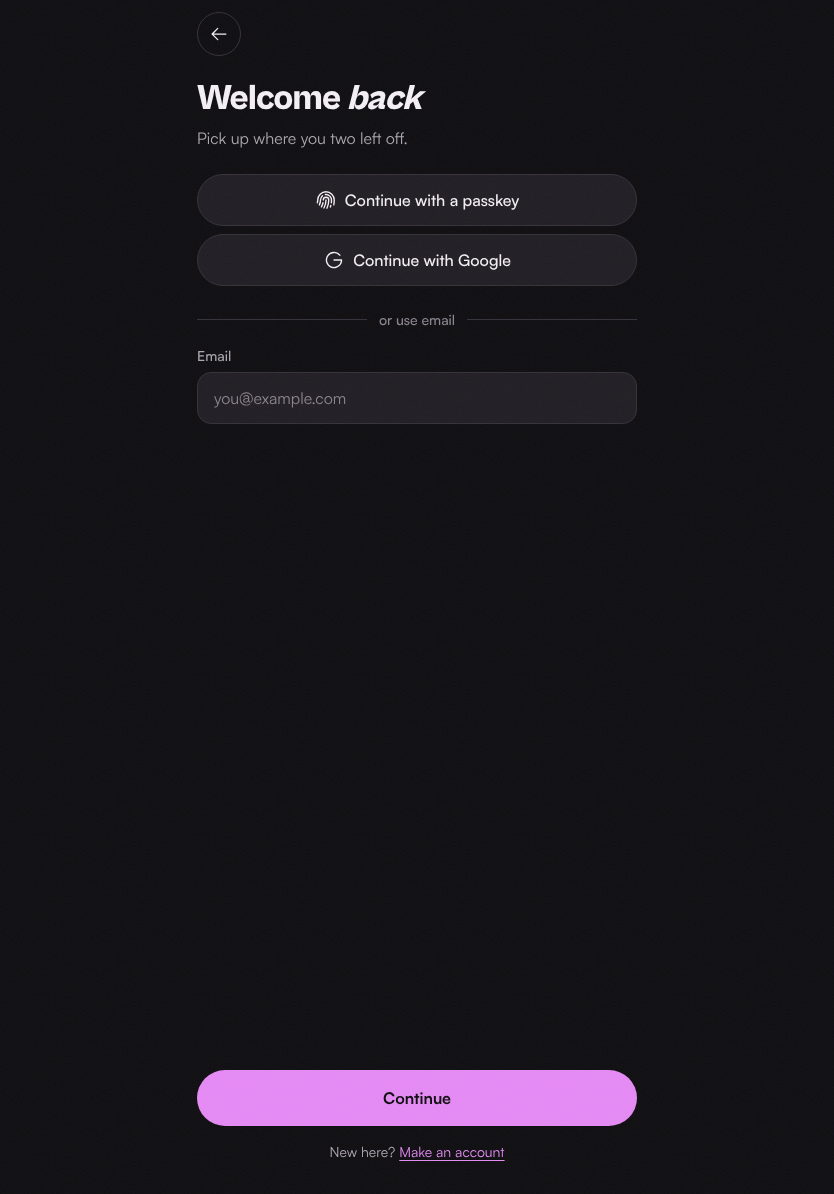 Welcome back
Pick up where you two left off.
Continue with a passkey
Continue with Google
or use email
Email
you@example.com
Continue
New here? Make an account